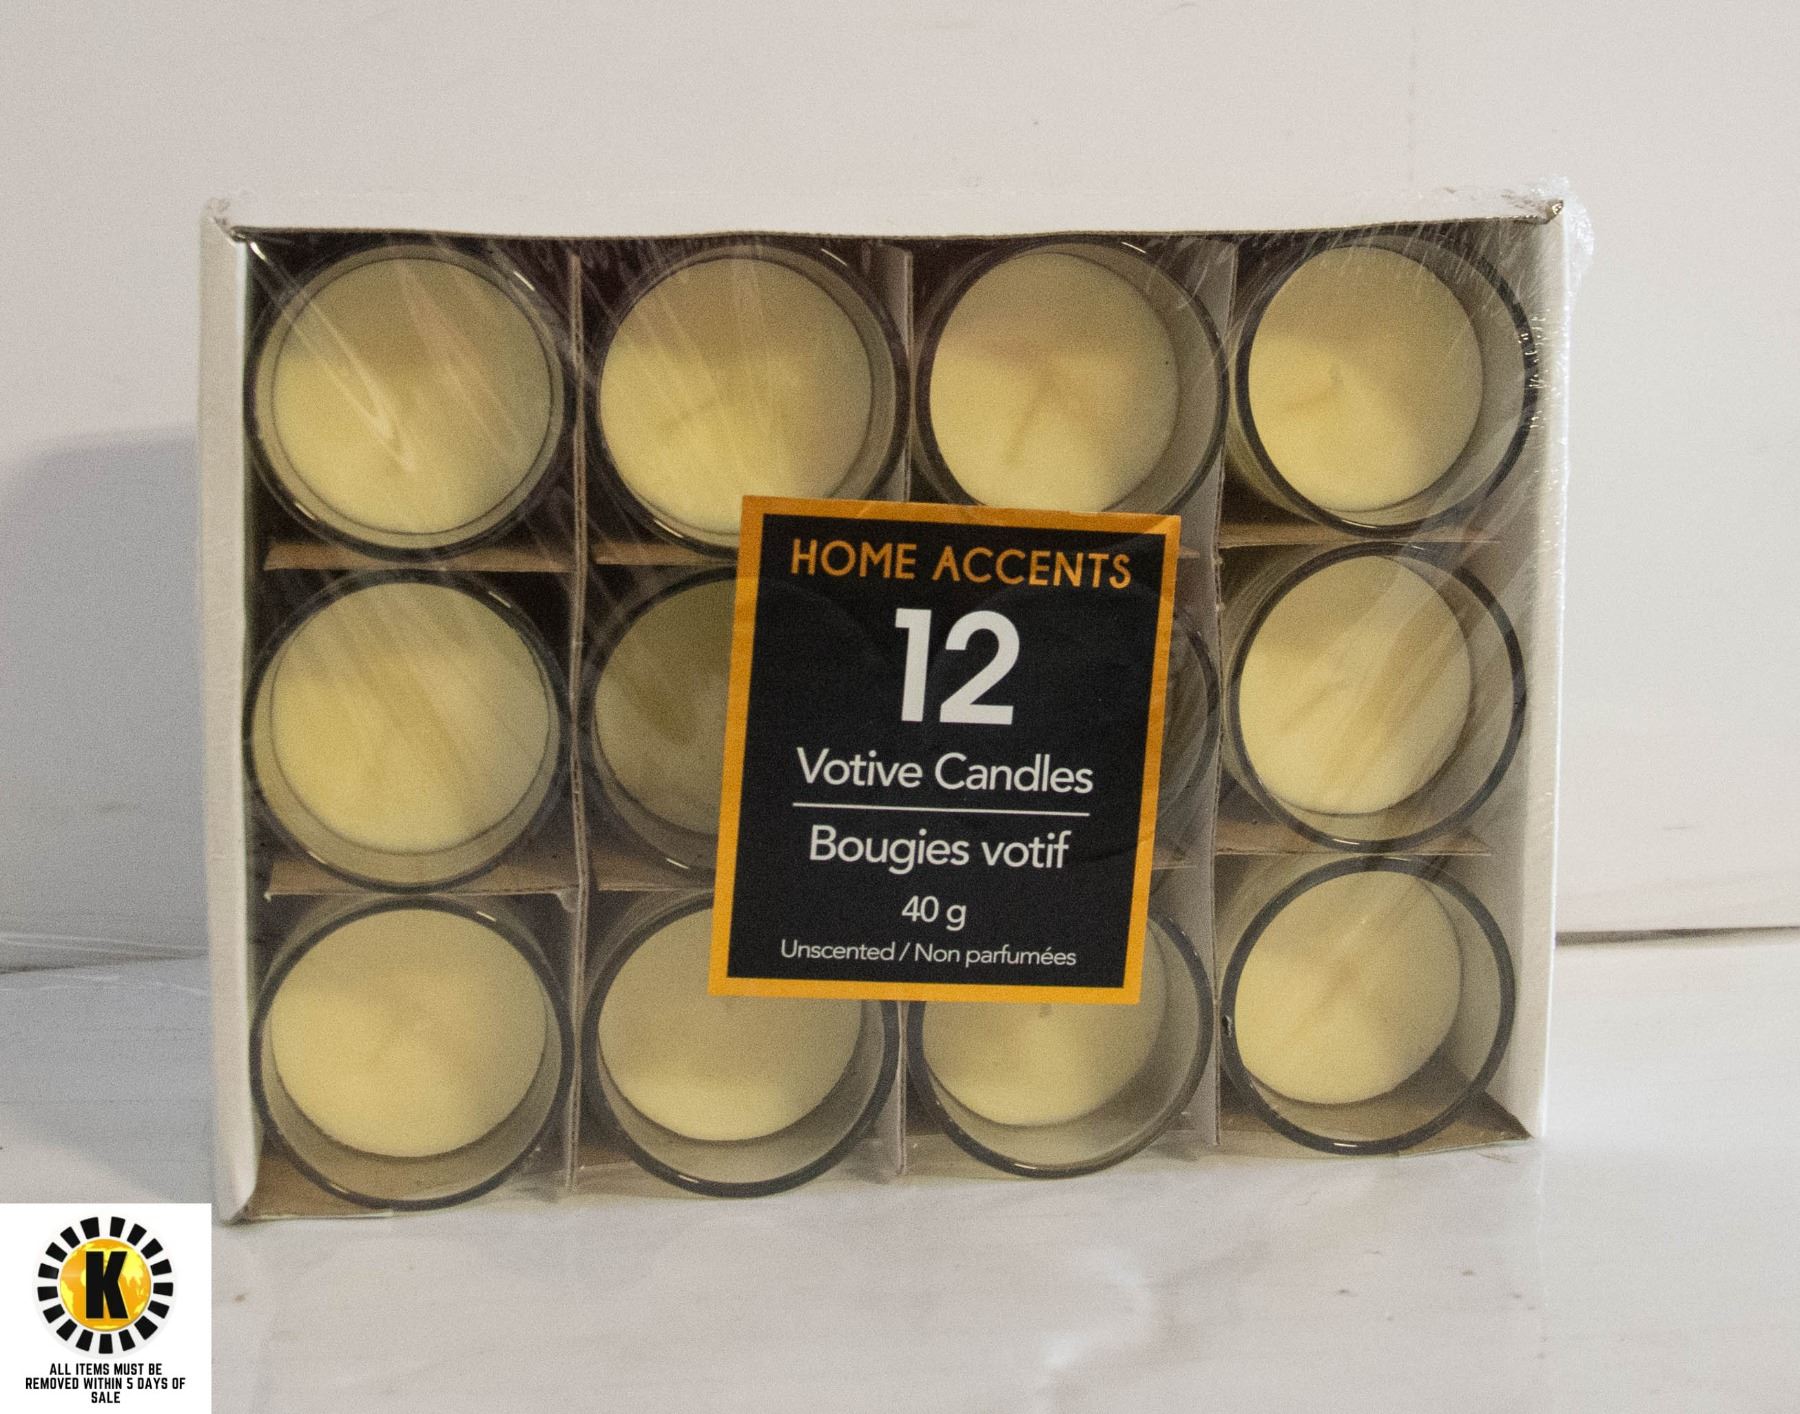 HOME ACCENTS
12
Votive Candles
Bougies votif
40 g
Unscented / Non parfumées
K
ALL ITEMS MUST BE
REMOVED WITHIN 5 DAYS OF
SALE